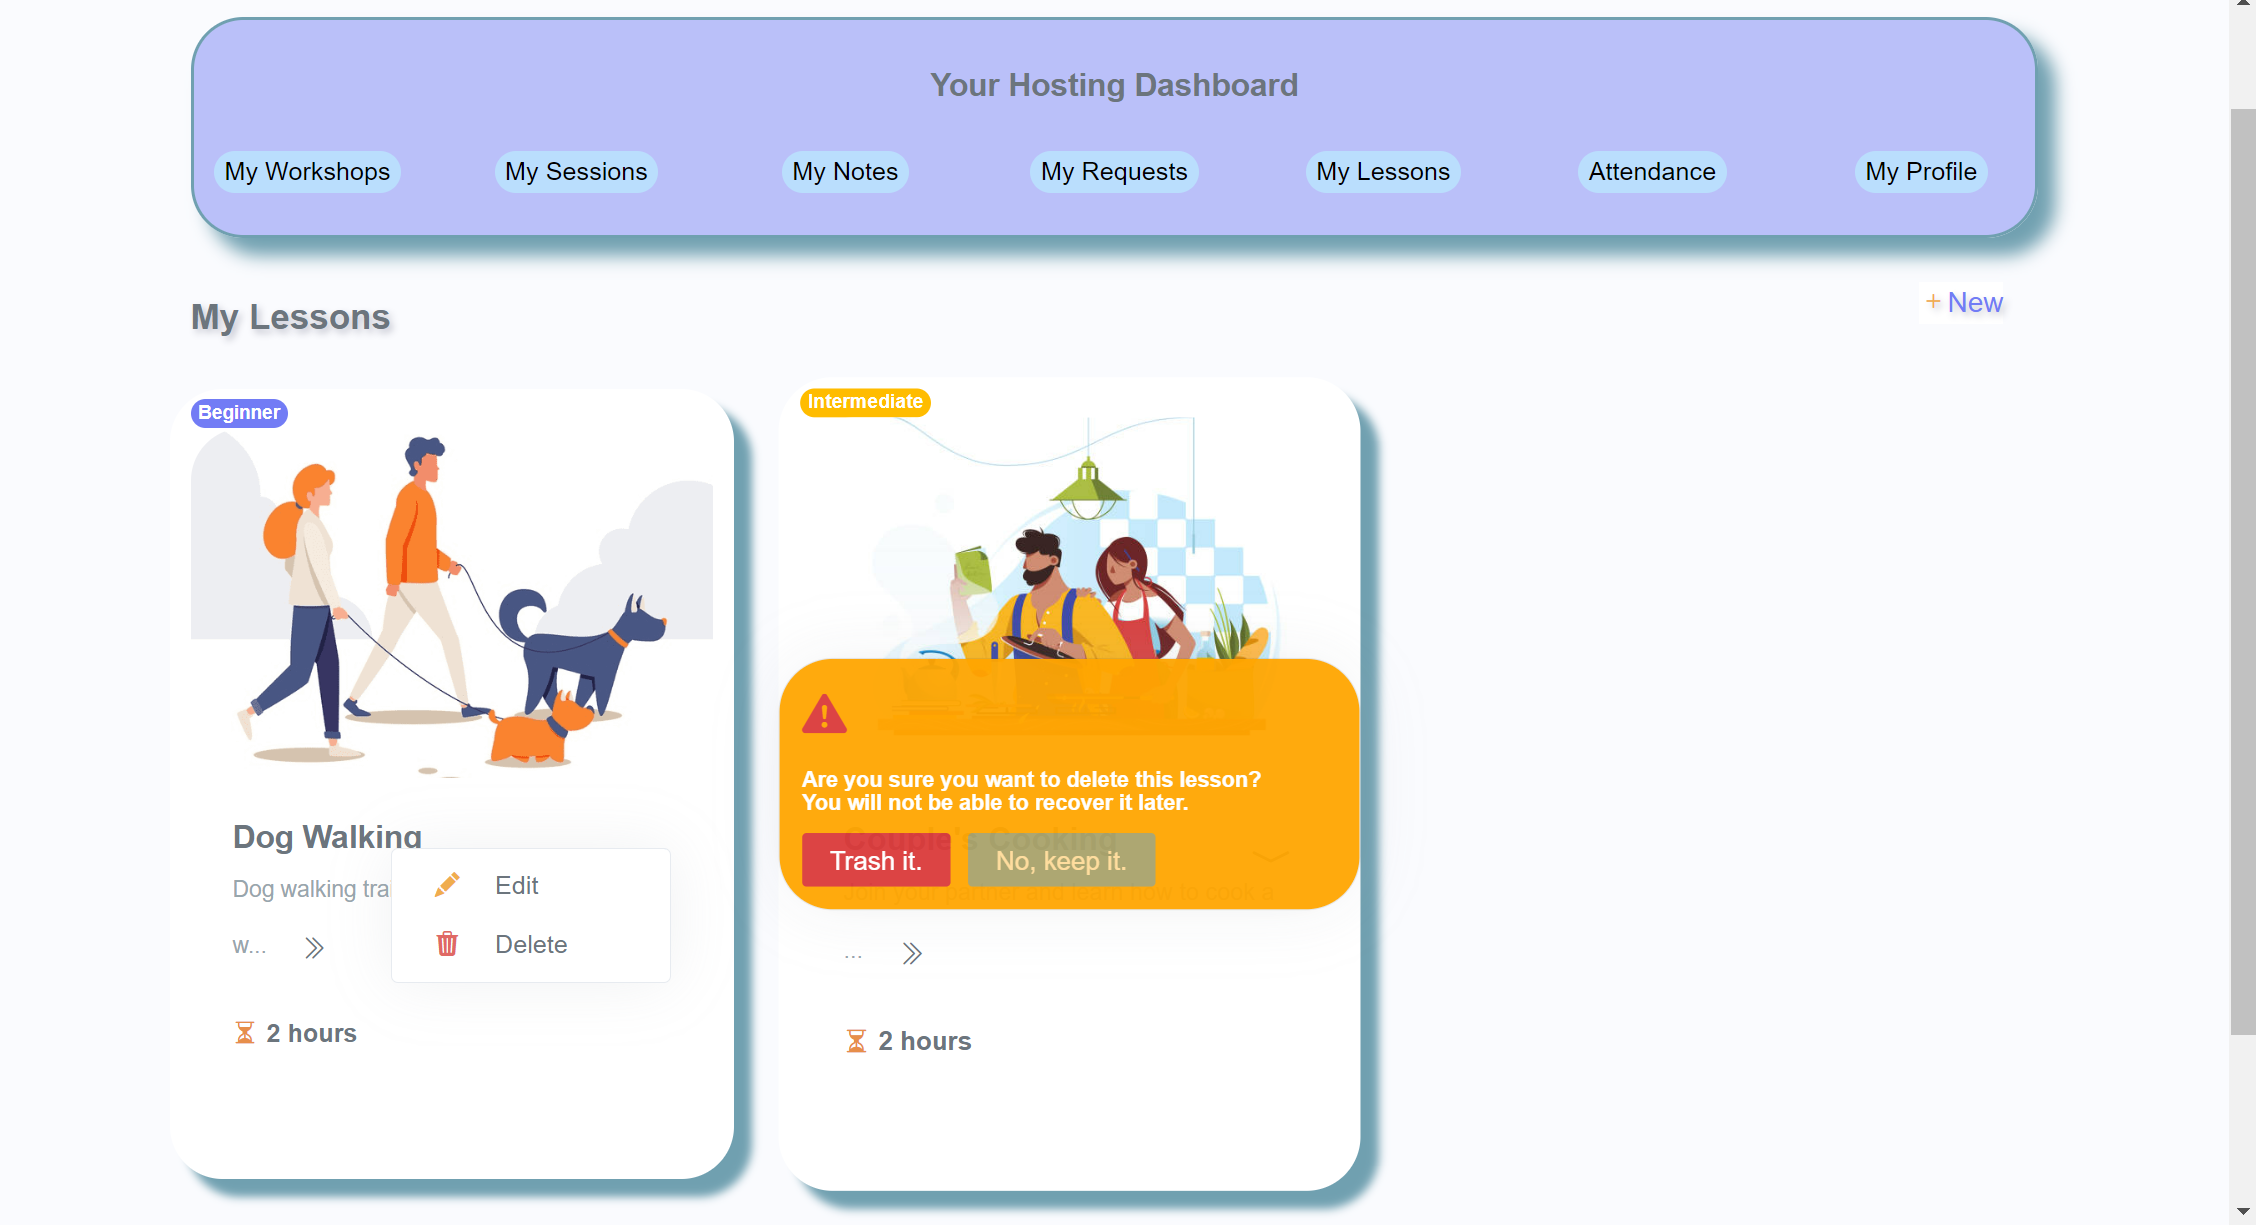 Your Hosting Dashboard
My Workshops
My Sessions
My Notes
My Requests
My Lessons
Attendance
My Profile
My Lessons
+ New
Beginner
Dog Walking
Dog walking trai
w...
Edit
Delete
2 hours
Intermediate
Are you sure you want to delete this lesson?
You will not be able to recover it later.
Couple's Cooking
Trash it.
No, keep it.
Join your partner and learn how to cook a
...
2 hours